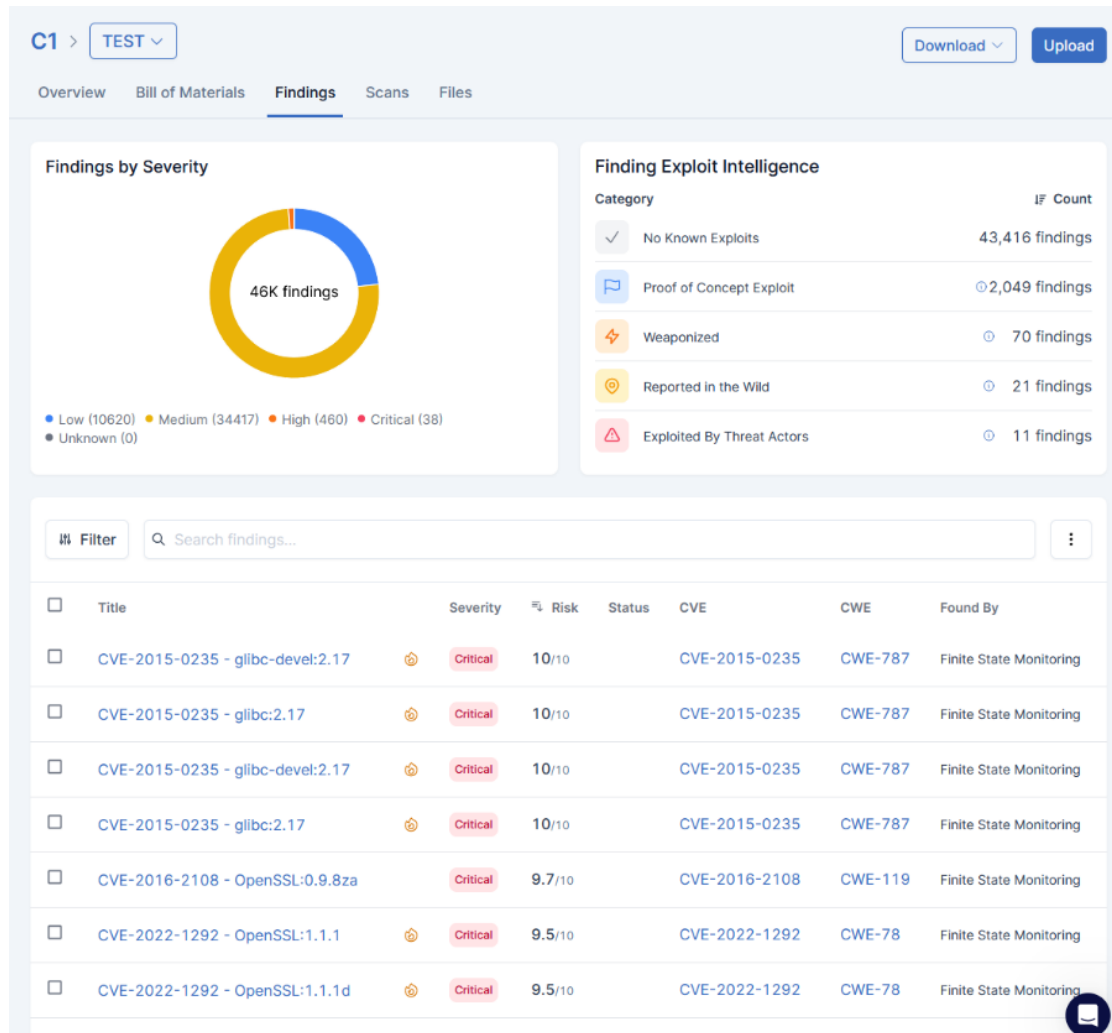 C1 > TEST
Download
Upload
Overview Bill of Materials Findings Scans Files
Findings by Severity
46K findings
Low (10620) Medium (34417) High (460) Critical (38)
Unknown (0)
Finding Exploit Intelligence
Category Count
No Known Exploits 43,416 findings
Proof of Concept Exploit 2,049 findings
Weaponized 70 findings
Reported in the Wild 21 findings
Exploited By Threat Actors 11 findings
Filter Search findings...
Title Severity Risk Status CVE CWE Found By
CVE-2015-0235 - glibc-devel:2.17 Critical 10/10 CVE-2015-0235 CWE-787 Finite State Monitoring
CVE-2015-0235 - glibc:2.17 Critical 10/10 CVE-2015-0235 CWE-787 Finite State Monitoring
CVE-2015-0235 - glibc-devel:2.17 Critical 10/10 CVE-2015-0235 CWE-787 Finite State Monitoring
CVE-2015-0235 - glibc:2.17 Critical 10/10 CVE-2015-0235 CWE-787 Finite State Monitoring
CVE-2016-2108 - OpenSSL:0.9.8za Critical 9.7/10 CVE-2016-2108 CWE-119 Finite State Monitoring
CVE-2022-1292 - OpenSSL:1.1.1 Critical 9.5/10 CVE-2022-1292 CWE-78 Finite State Monitoring
CVE-2022-1292 - OpenSSL:1.1.1d Critical 9.5/10 CVE-2022-1292 CWE-78 Finite State Monitoring